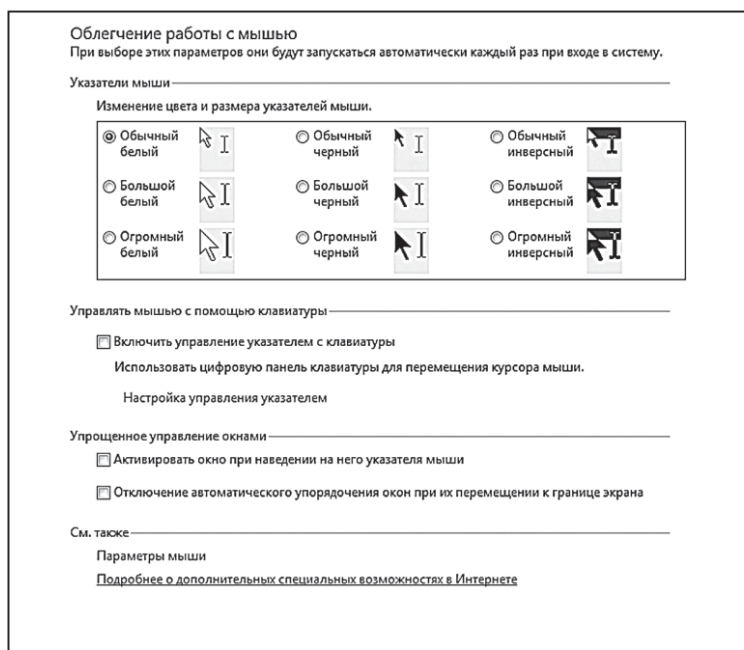 Облегчение работы с мышью
При выборе этих параметров они будут запускаться автоматически каждый раз при входе в систему.
Указатели мыши
Изменение цвета и размера указателей мыши.
Обычный белый
Обычный черный
Обычный инверсный
Большой белый
Большой черный
Большой инверсный
Огромный белый
Огромный черный
Огромный инверсный
Управлять мышью с помощью клавиатуры
Включить управление указателем с клавиатуры
Использовать цифровую панель клавиатуры для перемещения курсора мыши.
Настройка управления указателем
Упрощенное управление окнами
Активировать окно при наведении на него указателя мыши
Отключение автоматического упорядочения окон при их перемещении к границе экрана
См. также
Параметры мыши
Подробнее о дополнительных специальных возможностях в Интернете